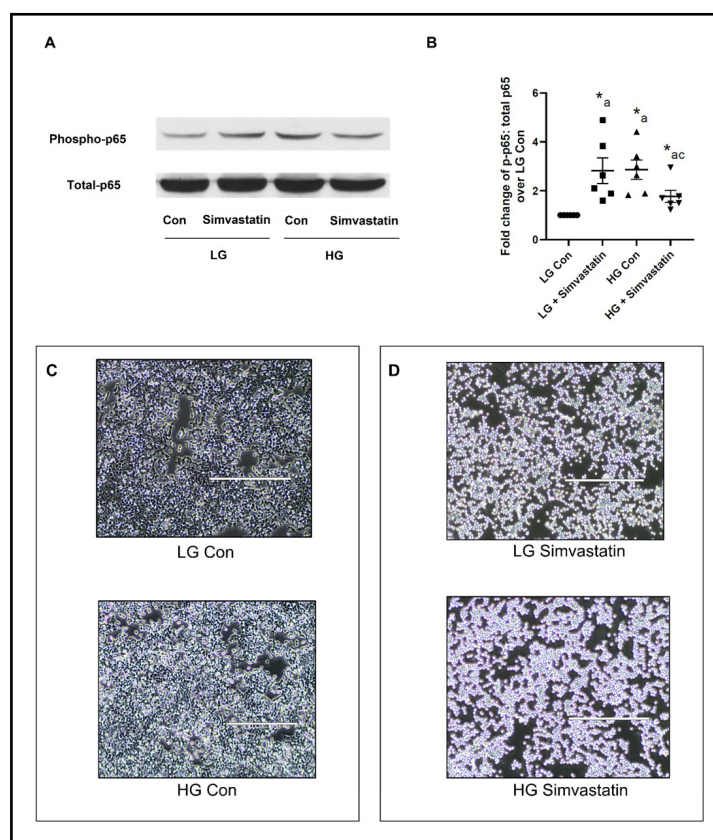 A
Phospho-p65
Total-p65
Con Simvastatin Con Simvastatin
LG HG
B
Fold change of p-p65: total p65
over LG Con
6
4
2
0
*a
*a
*ac
LG Con
LG + Simvastatin
HG Con
HG + Simvastatin
C
LG Con
HG Con
D
LG Simvastatin
HG Simvastatin